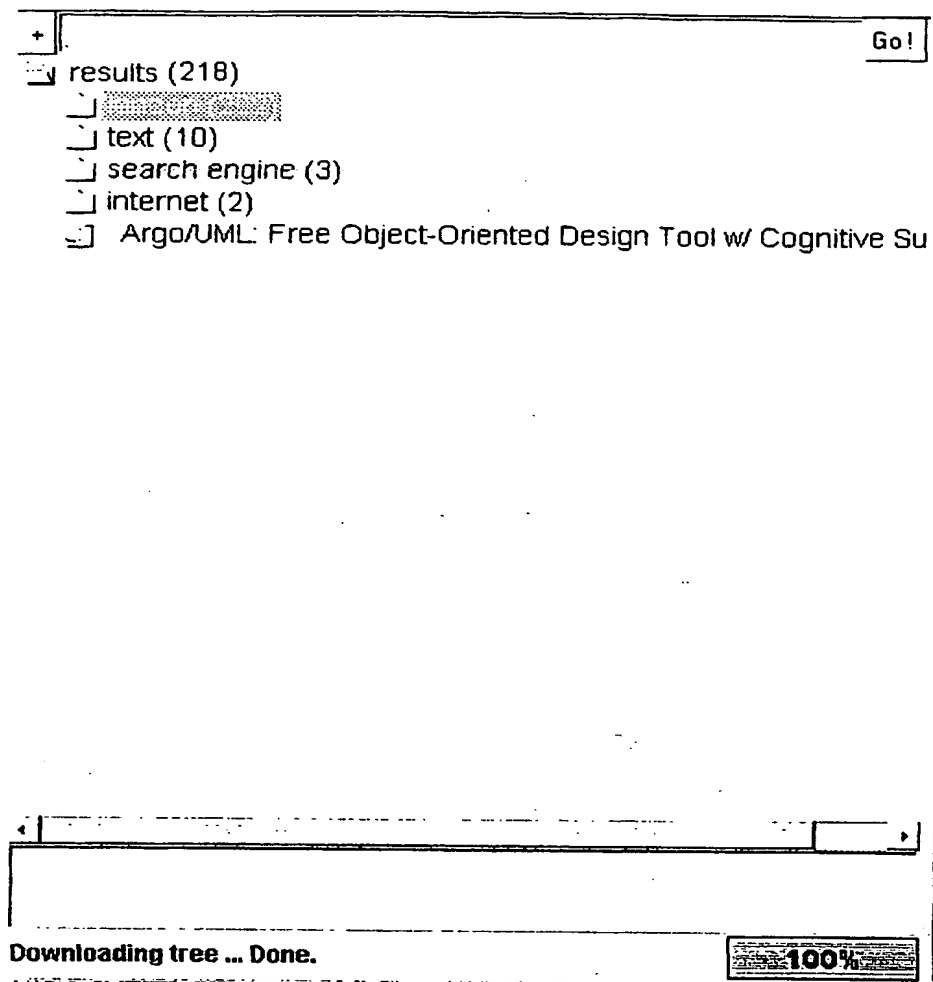 +
Go!
results (218)
text (10)
search engine (3)
internet (2)
Argo/UML: Free Object-Oriented Design Tool w/ Cognitive Su
Downloading tree ... Done.
100%